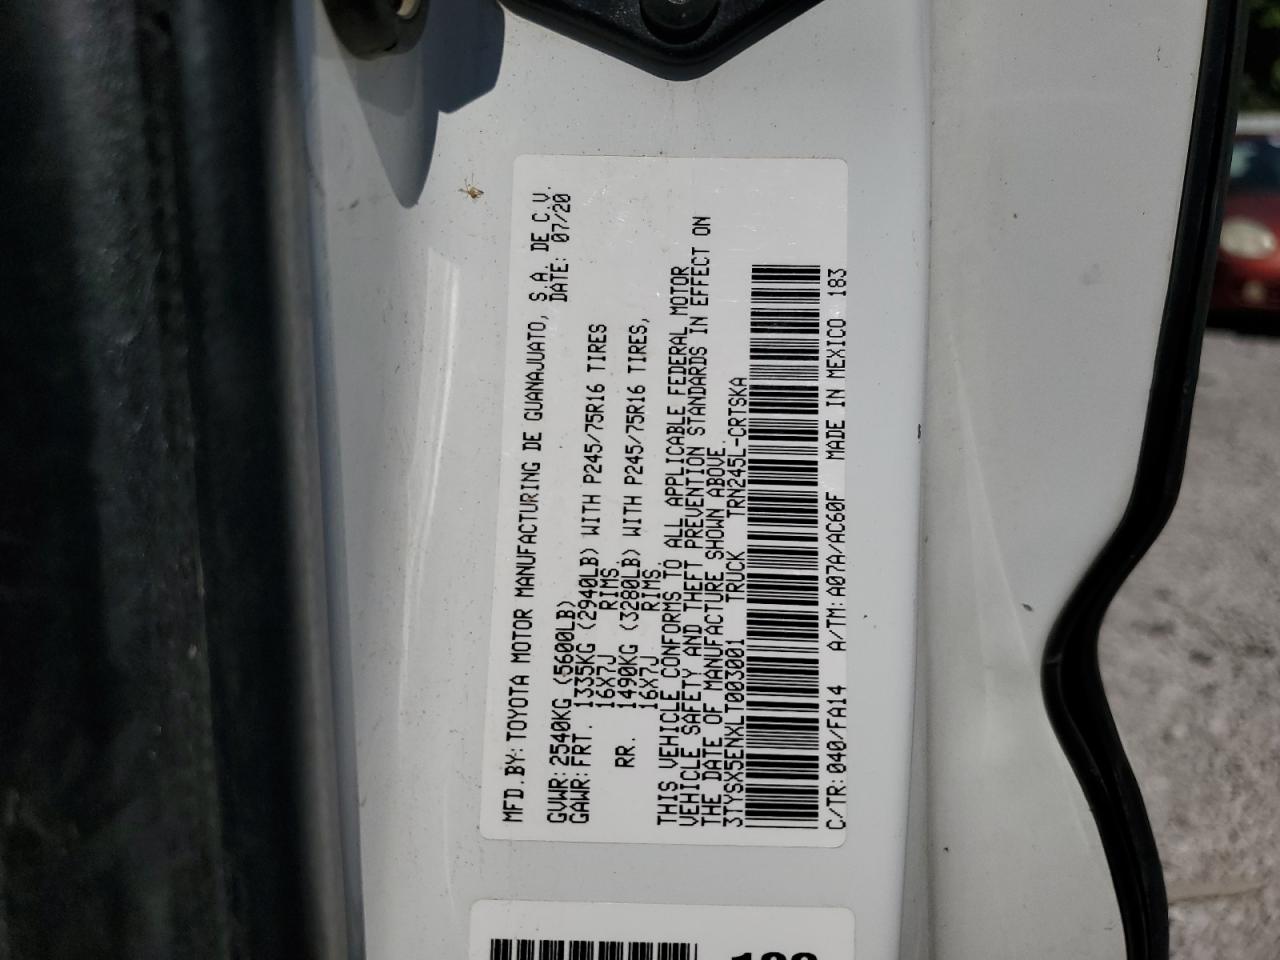 MFD.BY: TOYOTA MOTOR MANUFACTURING DE GUANAJUATO, S.A. DE C.V.
DATE: 07/20
GVWR: 2540KG (5600LB)
GAWR: FRT. 1335KG (2940LB) WITH P245/75R16 TIRES
16X7J RIMS.
RR. 1490KG (3280LB) WITH P245/75R16 TIRES,
16X7J RIMS.
THIS VEHICLE CONFORMS TO ALL APPLICABLE FEDERAL MOTOR
VEHICLE SAFETY AND THEFT PREVENTION STANDARDS IN EFFECT ON
THE DATE OF MANUFACTURE SHOWN ABOVE.
3TYSX5ENXLT003001 TRUCK TRN245L-CRTSKA
C/TR: 040/FA14 A/TM: A07A/AC60F MADE IN MEXICO 183